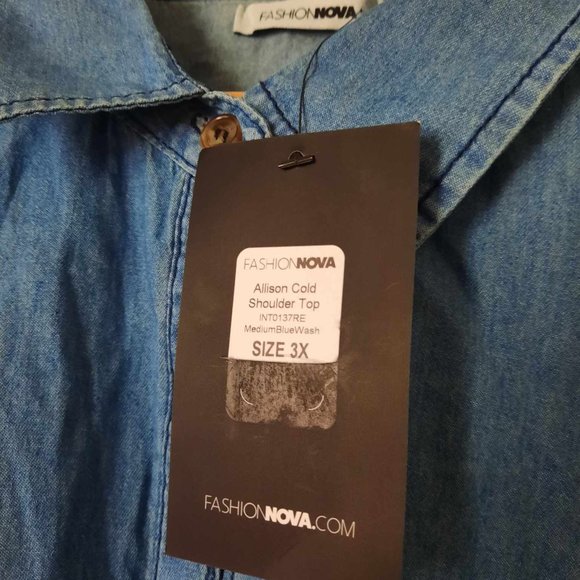 FASHIONNOVA
FASHIONNOVA
Allison Cold
Shoulder Top
INT0137RE
MediumBlueWash
SIZE 3X
FASHIONNOVA.COM